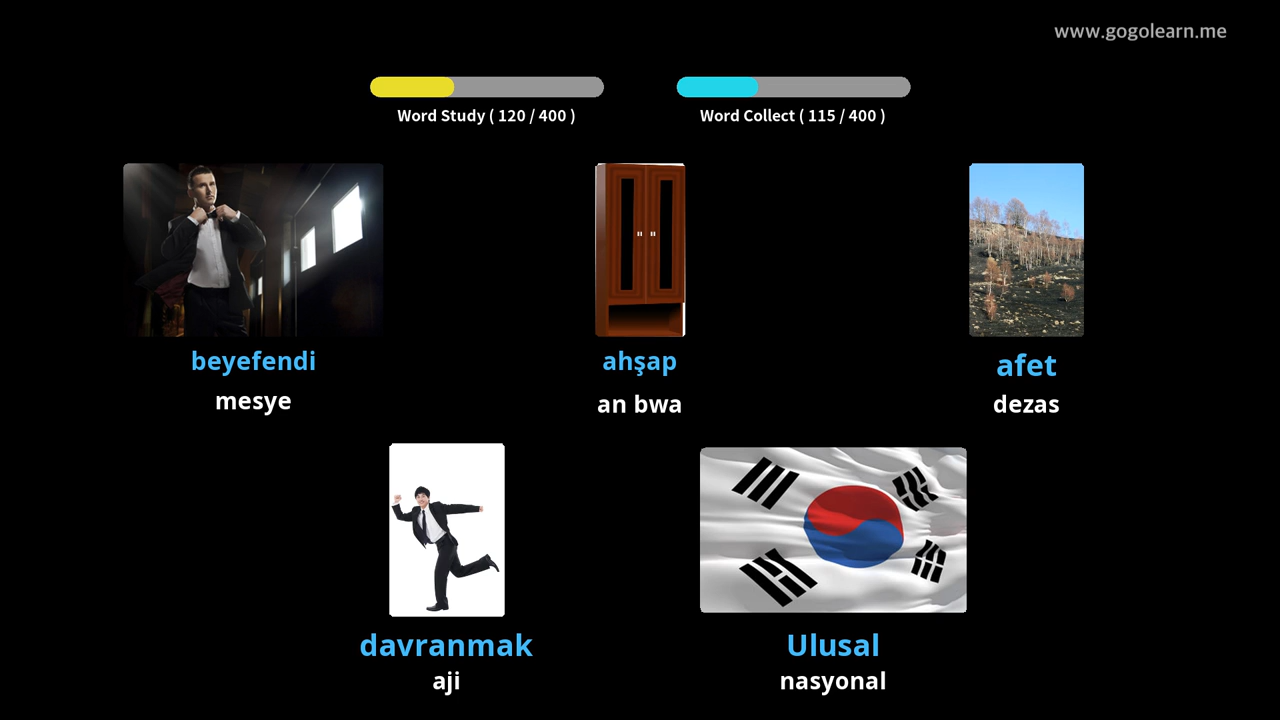 www.gogolearn.me
Word Study ( 120 / 400 )
Word Collect ( 115 / 400 )
beyefendi
mesye
ahşap
an bwa
afet
dezas
davranmak
aji
Ulusal
nasyonal